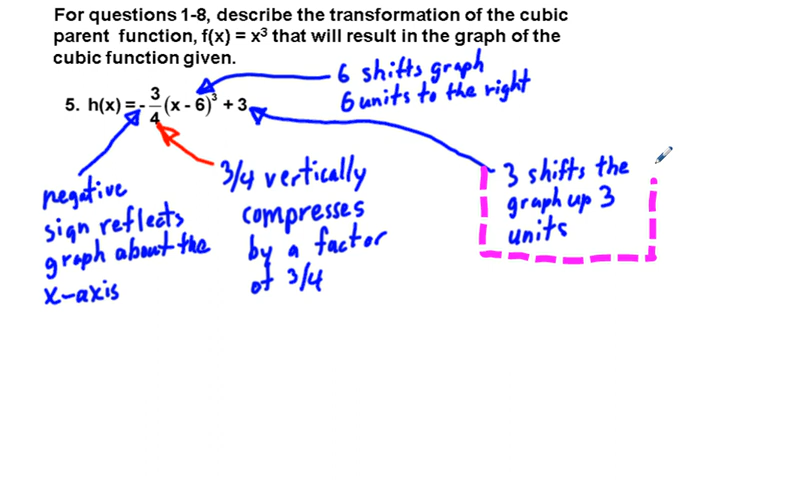 For questions 1-8, describe the transformation of the cubic
parent function, f(x) = x³ that will result in the graph of the
cubic function given.
6 shifts graph
6 units to the right
5. h(x) = -3/4(x - 6)³ + 3
negative
sign reflects
graph about the
x-axis
3/4 vertically
compresses
by a factor
of 3/4
3 shifts the
graph up 3
units